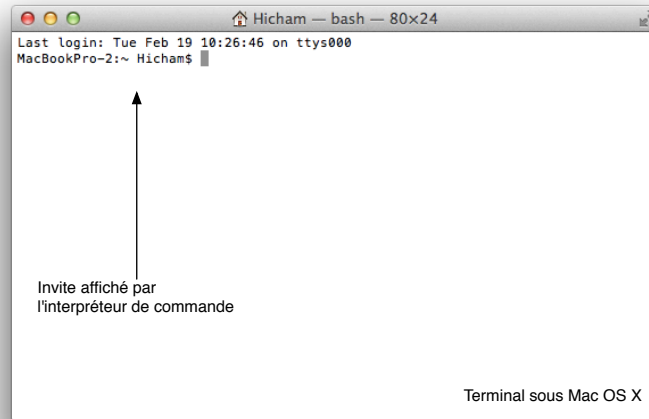 Hicham — bash — 80×24
Last login: Tue Feb 19 10:26:46 on ttys000
MacBookPro-2:~ Hicham$
Invite affiché par
l'interpréteur de commande
Terminal sous Mac OS X